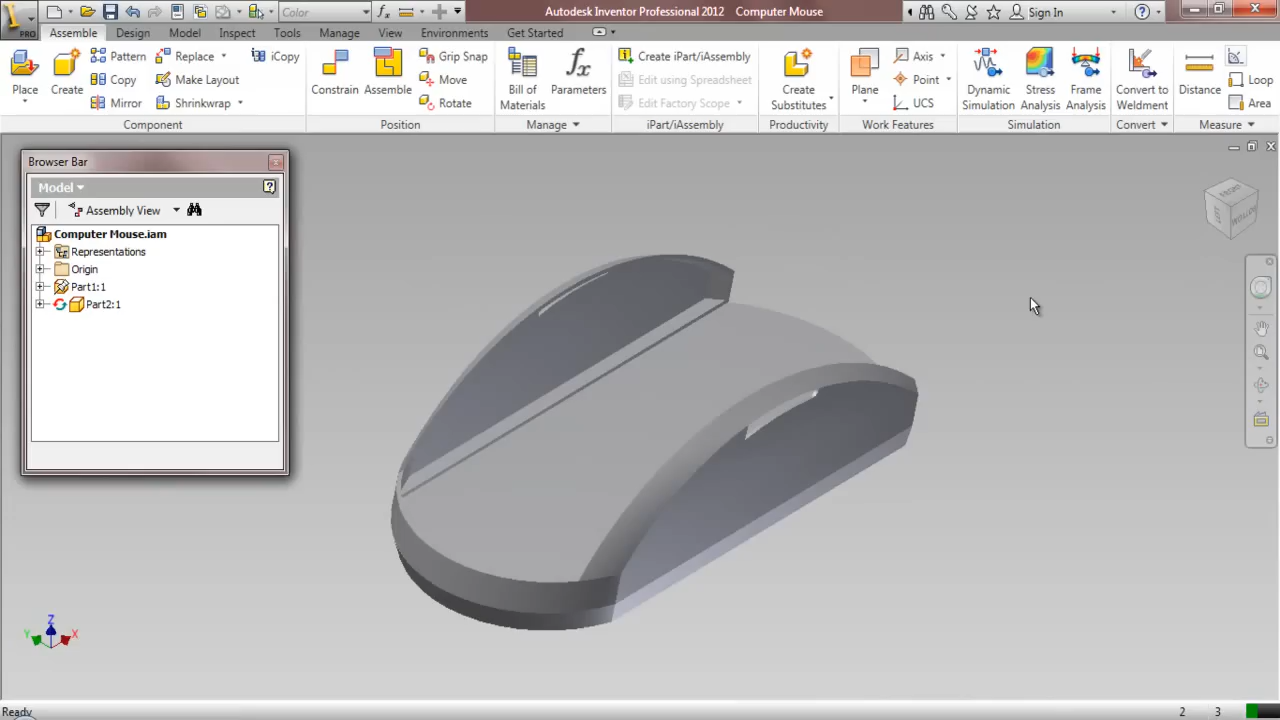 Color
Autodesk Inventor Professional 2012 Computer Mouse
Sign In
PRO
Assemble Design Model Inspect Tools Manage View Environments Get Started
Place
Create
Pattern
Copy
Mirror
Replace
Make Layout
Shrinkwrap
iCopy
Component
Constrain
Assemble
Grip Snap
Move
Rotate
Position
Bill of Materials
fx Parameters
Manage
Create iPart/iAssembly
Edit using Spreadsheet
Edit Factory Scope
iPart/iAssembly
Create Substitutes
Productivity
Plane
Axis
Point
UCS
Work Features
Dynamic Simulation
Stress Analysis
Frame Analysis
Simulation
Convert to Weldment
Convert
Distance
Loop
Area
Measure
Browser Bar
Model
Assembly View
Computer Mouse.iam
Representations
Origin
Part1:1
Part2:1
FRONT
Z
Y X
Ready
2 3